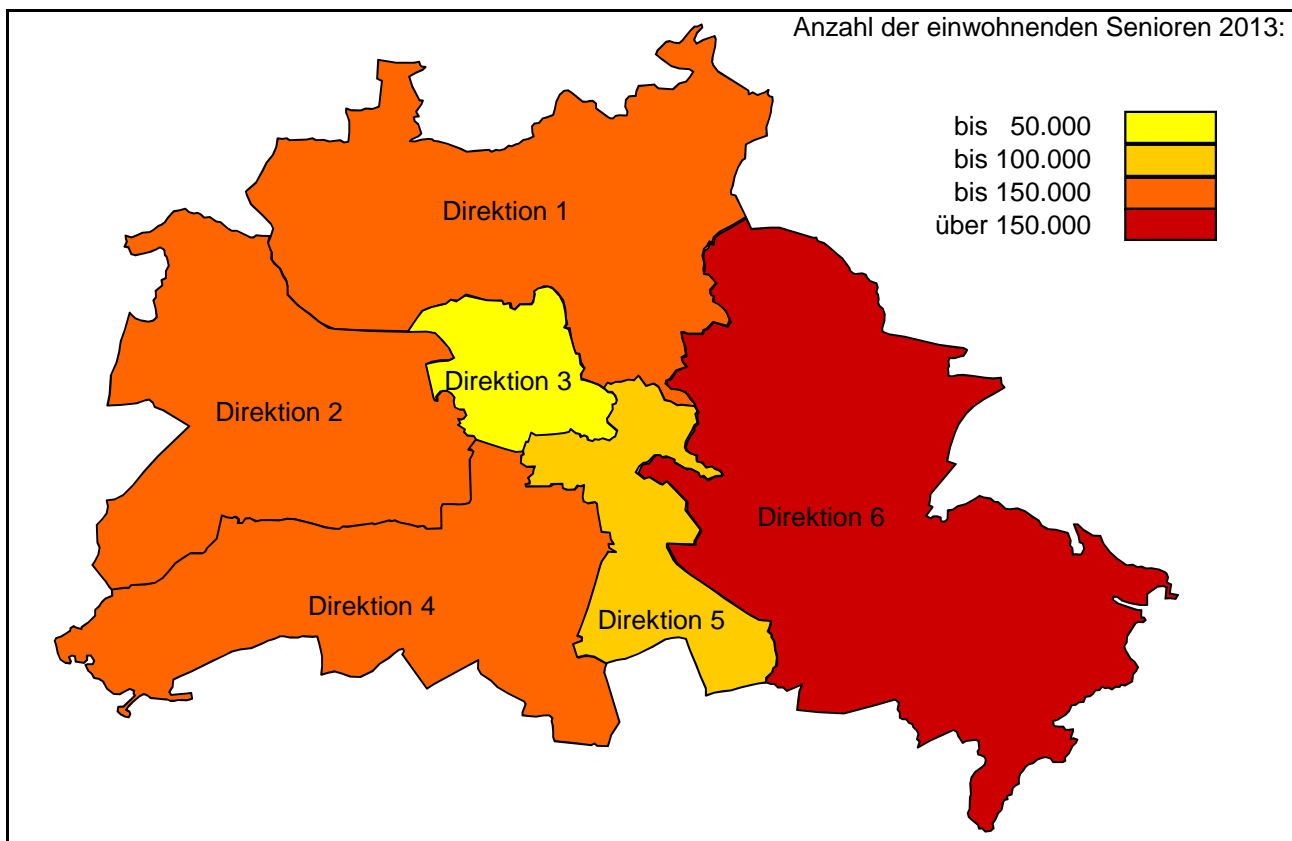 Anzahl der einwohnenden Senioren 2013:
bis 50.000
bis 100.000
bis 150.000
über 150.000
Direktion 1
Direktion 3
Direktion 2
Direktion 6
Direktion 4
Direktion 5